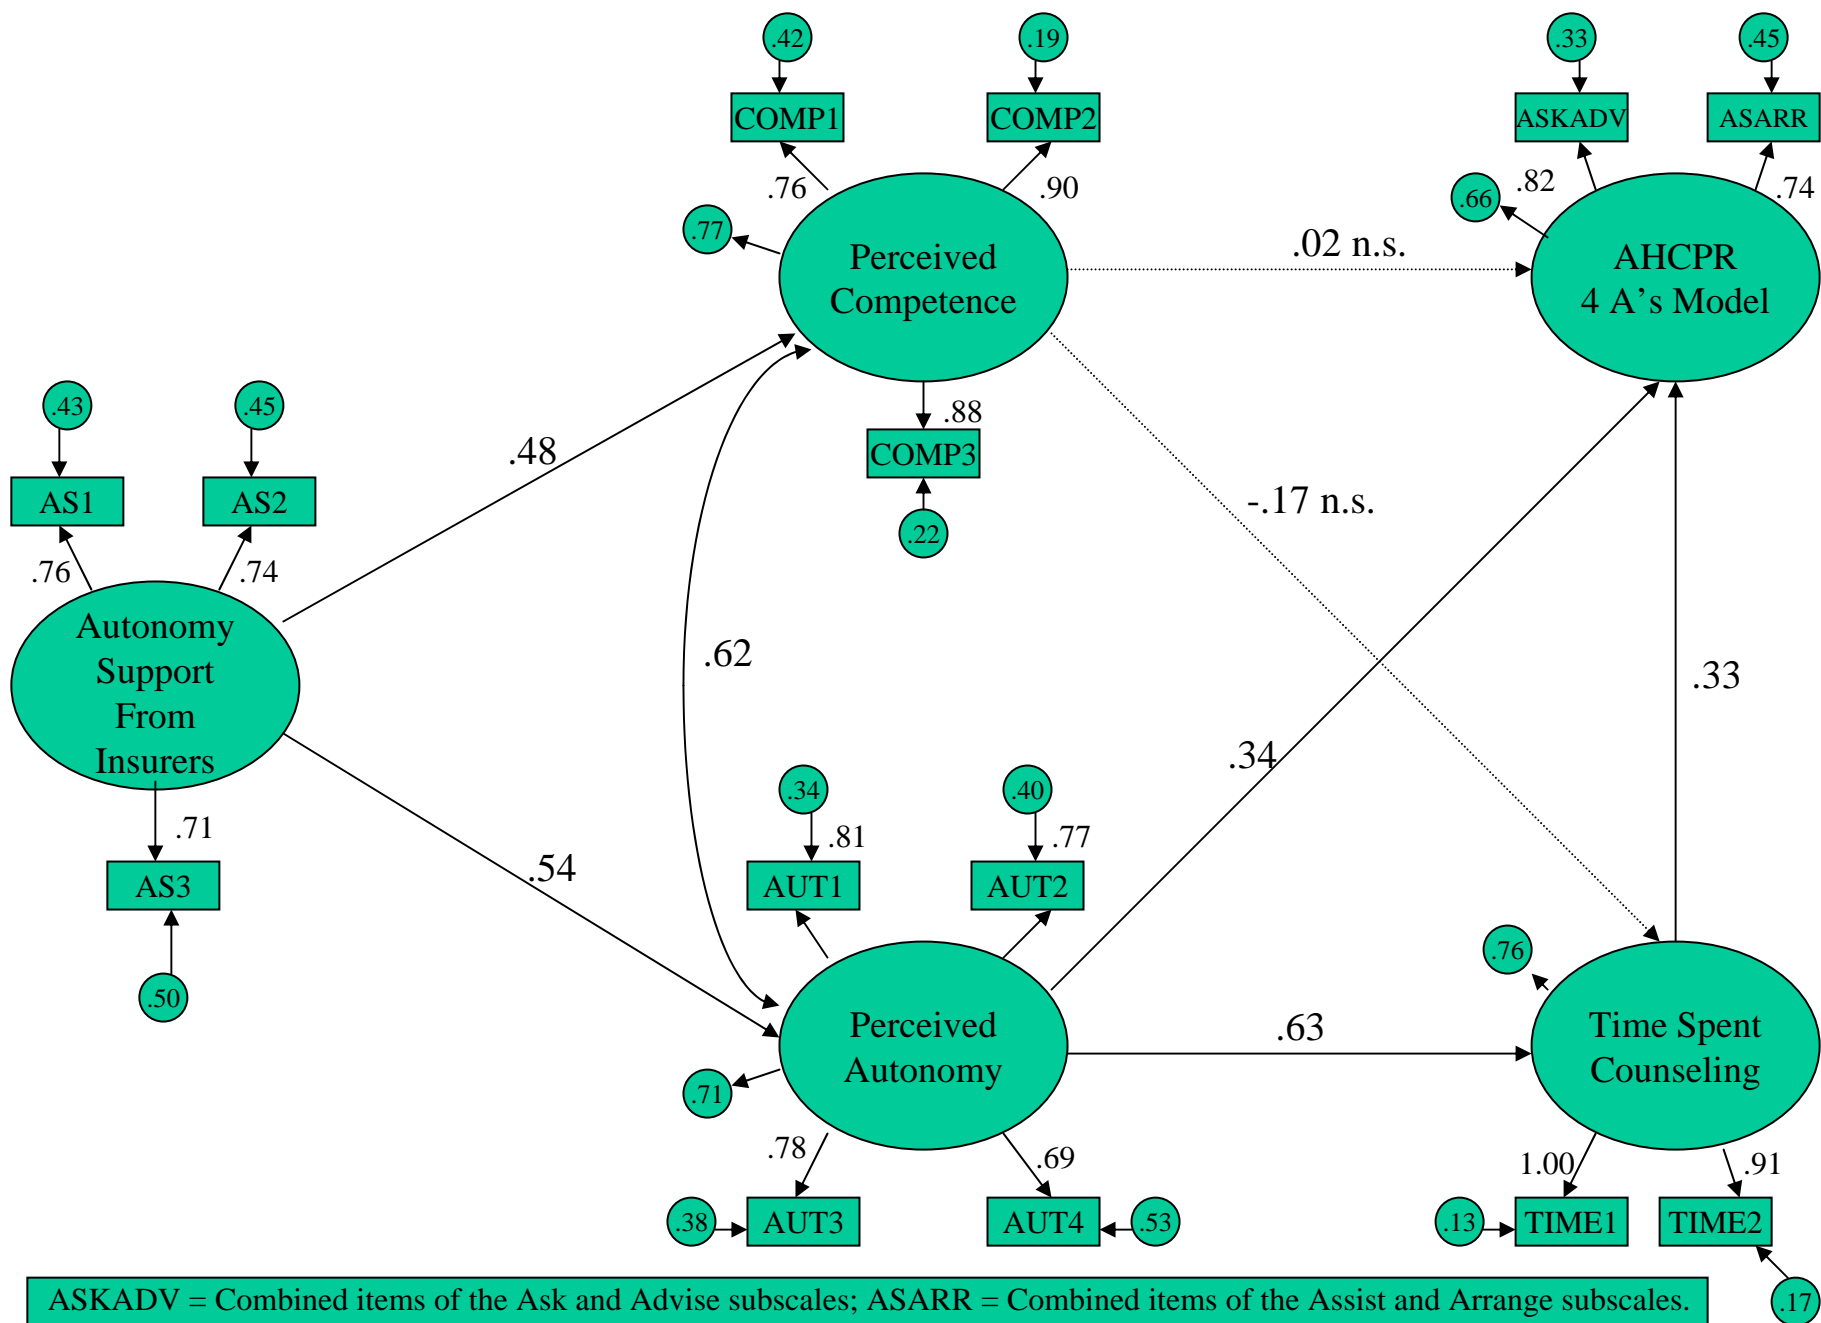 .42
.19
.33
.45
COMP1
COMP2
ASKADV
ASARR
.76
.90
.82
.74
.66
.77
.02 n.s.
Perceived
Competence
AHCPR
4 A’s Model
.43
.45
.88
COMP3
.48
AS1
AS2
-.17 n.s.
.22
.76
.74
Autonomy
Support
From
Insurers
.62
.33
.34
.34
.40
.71
.81
.77
.54
AS3
AUT1
AUT2
.76
.50
Perceived
Autonomy
.63
Time Spent
Counseling
.71
.78
.69
1.00
.91
.38
AUT3
AUT4
.53
.13
TIME1
TIME2
ASKADV = Combined items of the Ask and Advise subscales; ASARR = Combined items of the Assist and Arrange subscales.
.17